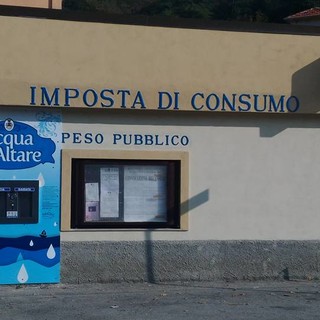 IMPOSTA DI CONSUMO
PESO PUBBLICO
cqua
Altare